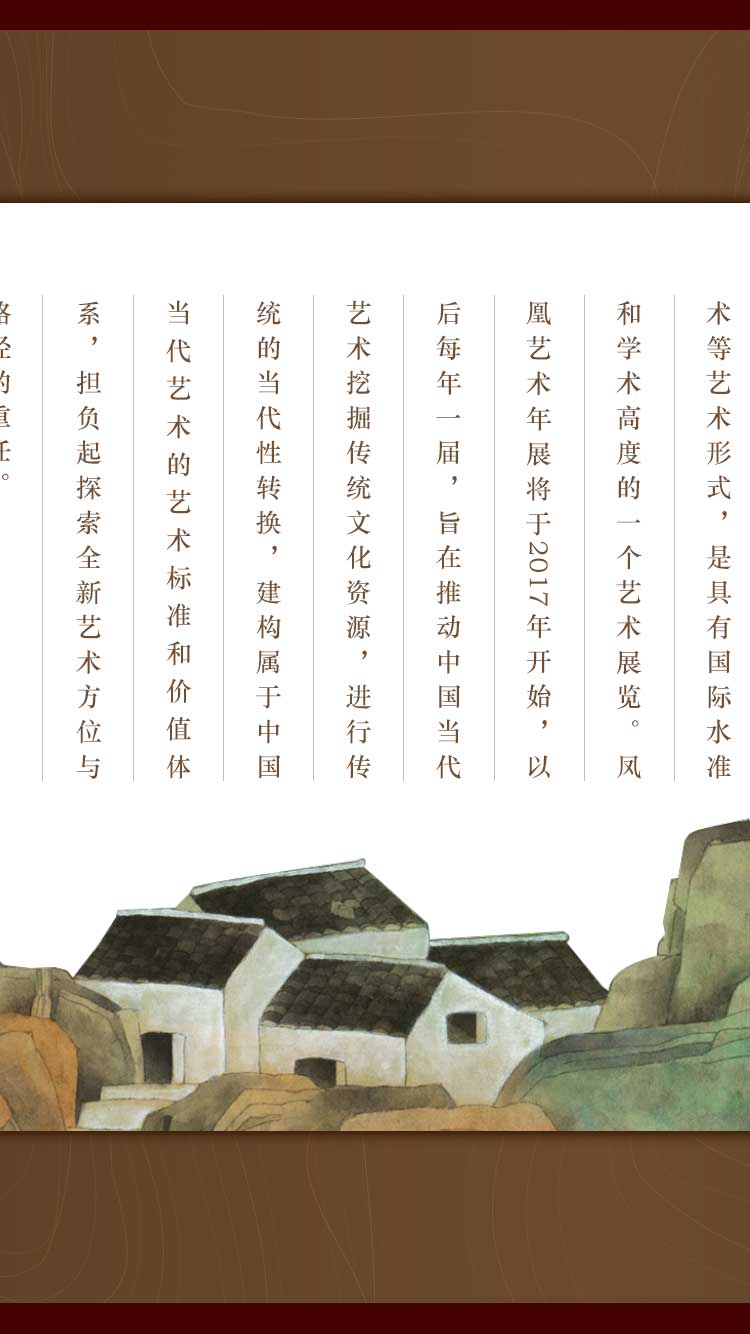 术等艺术形式，是具有国际水准
和学术高度的一个艺术展览。凤
凰艺术年展将于2017年开始，以
后每年一届，旨在推动中国当代
艺术挖掘传统文化资源，进行传
统的当代性转换，建构属于中国
当代艺术的艺术标准和价值体
系，担负起探索全新艺术方位与
路径的重任。